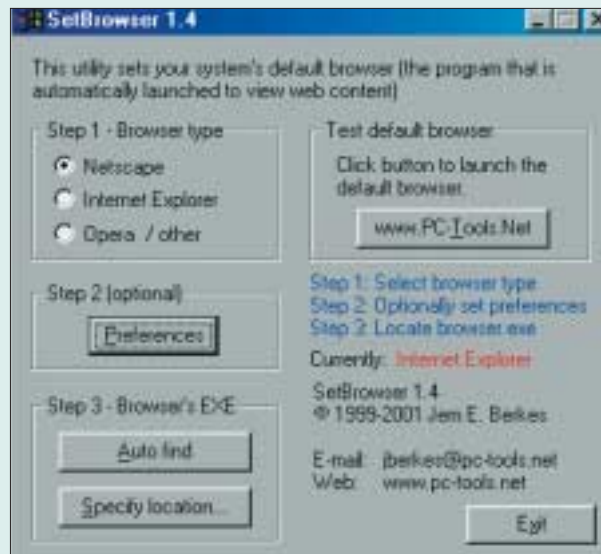 SetBrowser 1.4
This utility sets your system's default browser (the program that is
automatically launched to view web content)
Step 1 - Browser type
Netscape
Internet Explorer
Opera / other
Test default browser
Click button to launch the
default browser.
www.PC-Tools.Net
Step 2 (optional)
Preferences
Step 1: Select browser type
Step 2: Optionally set preferences
Step 3: Locate browser exe
Currently: Internet Explorer
Step 3 - Browser's EXE
Auto find
Specify location...
SetBrowser 1.4
© 1999-2001 Jem E. Berkes
E-mail: jberkes@pc-tools.net
Web: www.pc-tools.net
Exit